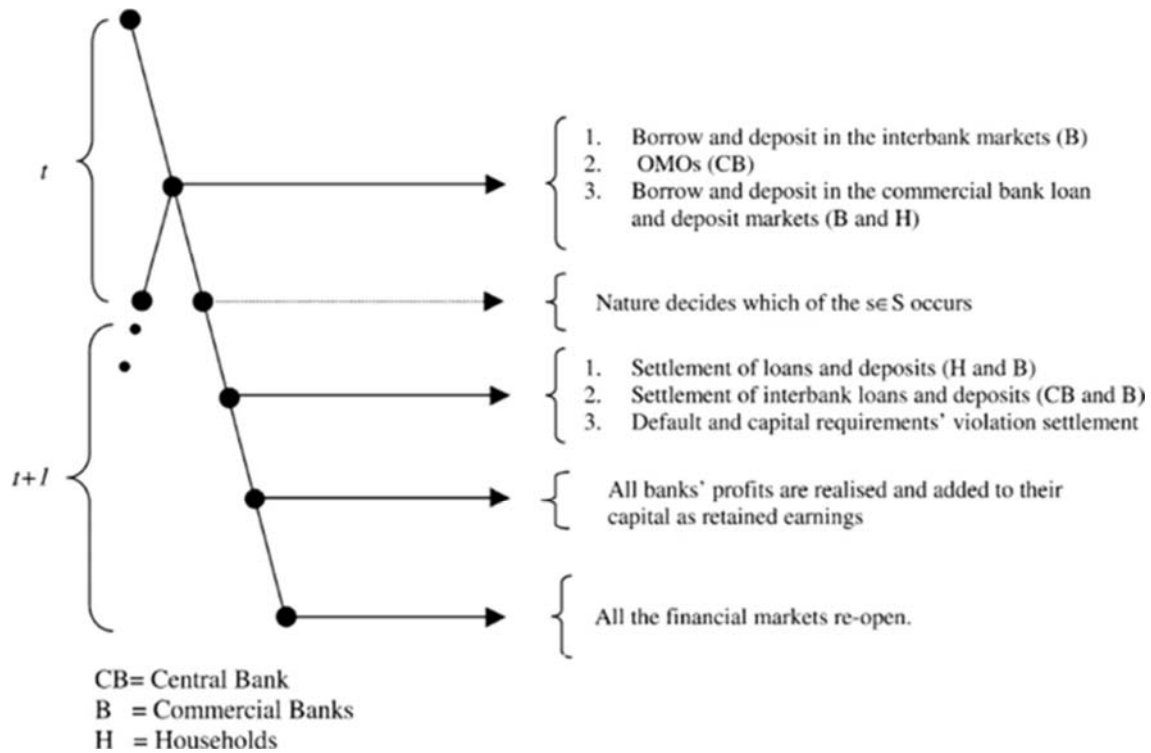 t
1. Borrow and deposit in the interbank markets (B)
2. OMOs (CB)
3. Borrow and deposit in the commercial bank loan
and deposit markets (B and H)
Nature decides which of the s∈S occurs
t+1
1. Settlement of loans and deposits (H and B)
2. Settlement of interbank loans and deposits (CB and B)
3. Default and capital requirements’ violation settlement
All banks’ profits are realised and added to their
capital as retained earnings
All the financial markets re-open.
CB= Central Bank
B = Commercial Banks
H = Households